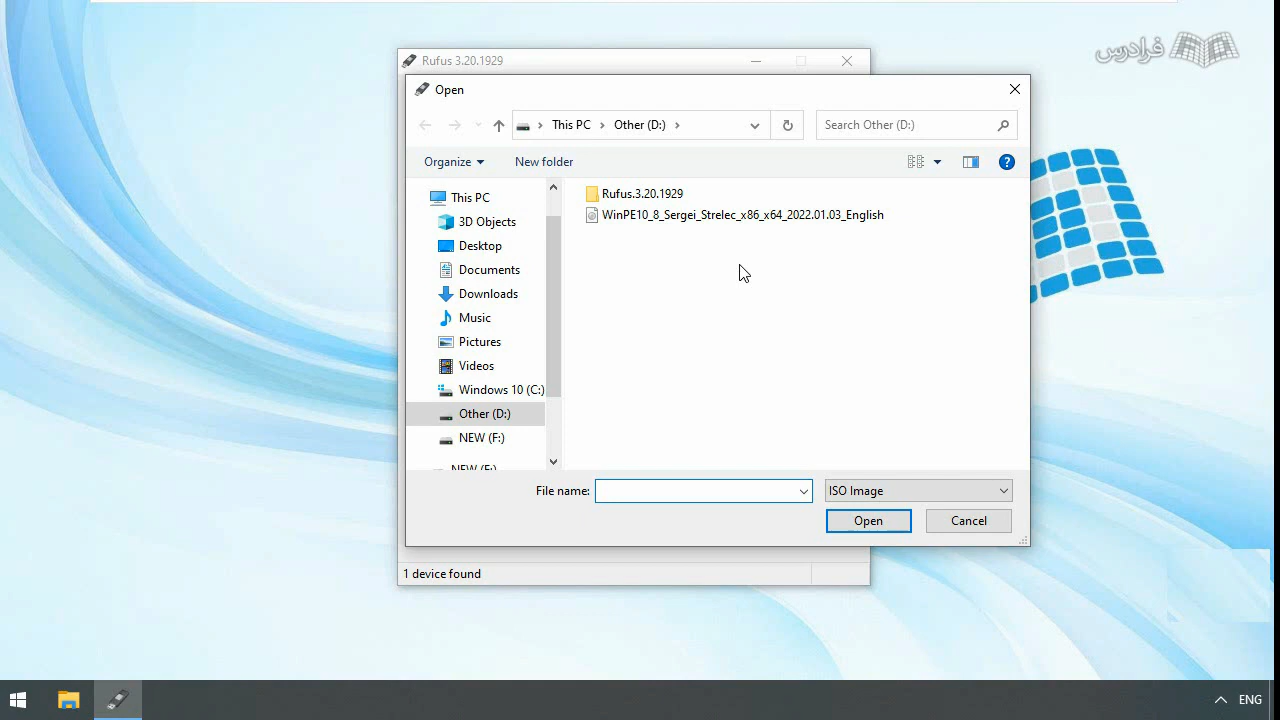 فرادرس
Rufus 3.20.1929
Open
This PC
Other (D:)
Search Other (D:)
Organize
New folder
This PC
3D Objects
Desktop
Documents
Downloads
Music
Pictures
Videos
Windows 10 (C:)
Other (D:)
NEW (F:)
NEW (F:)
Rufus.3.20.1929
WinPE10_8_Sergei_Strelec_x86_x64_2022.01.03_English
File name:
ISO Image
Open
Cancel
1 device found
ENG